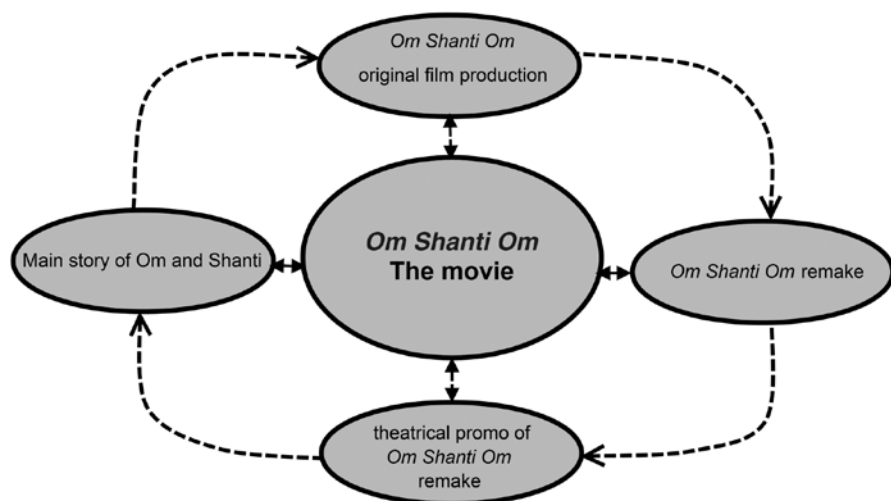 Om Shanti Om
original film production
Om Shanti Om
The movie
Main story of Om and Shanti
Om Shanti Om remake
theatrical promo of
Om Shanti Om
remake